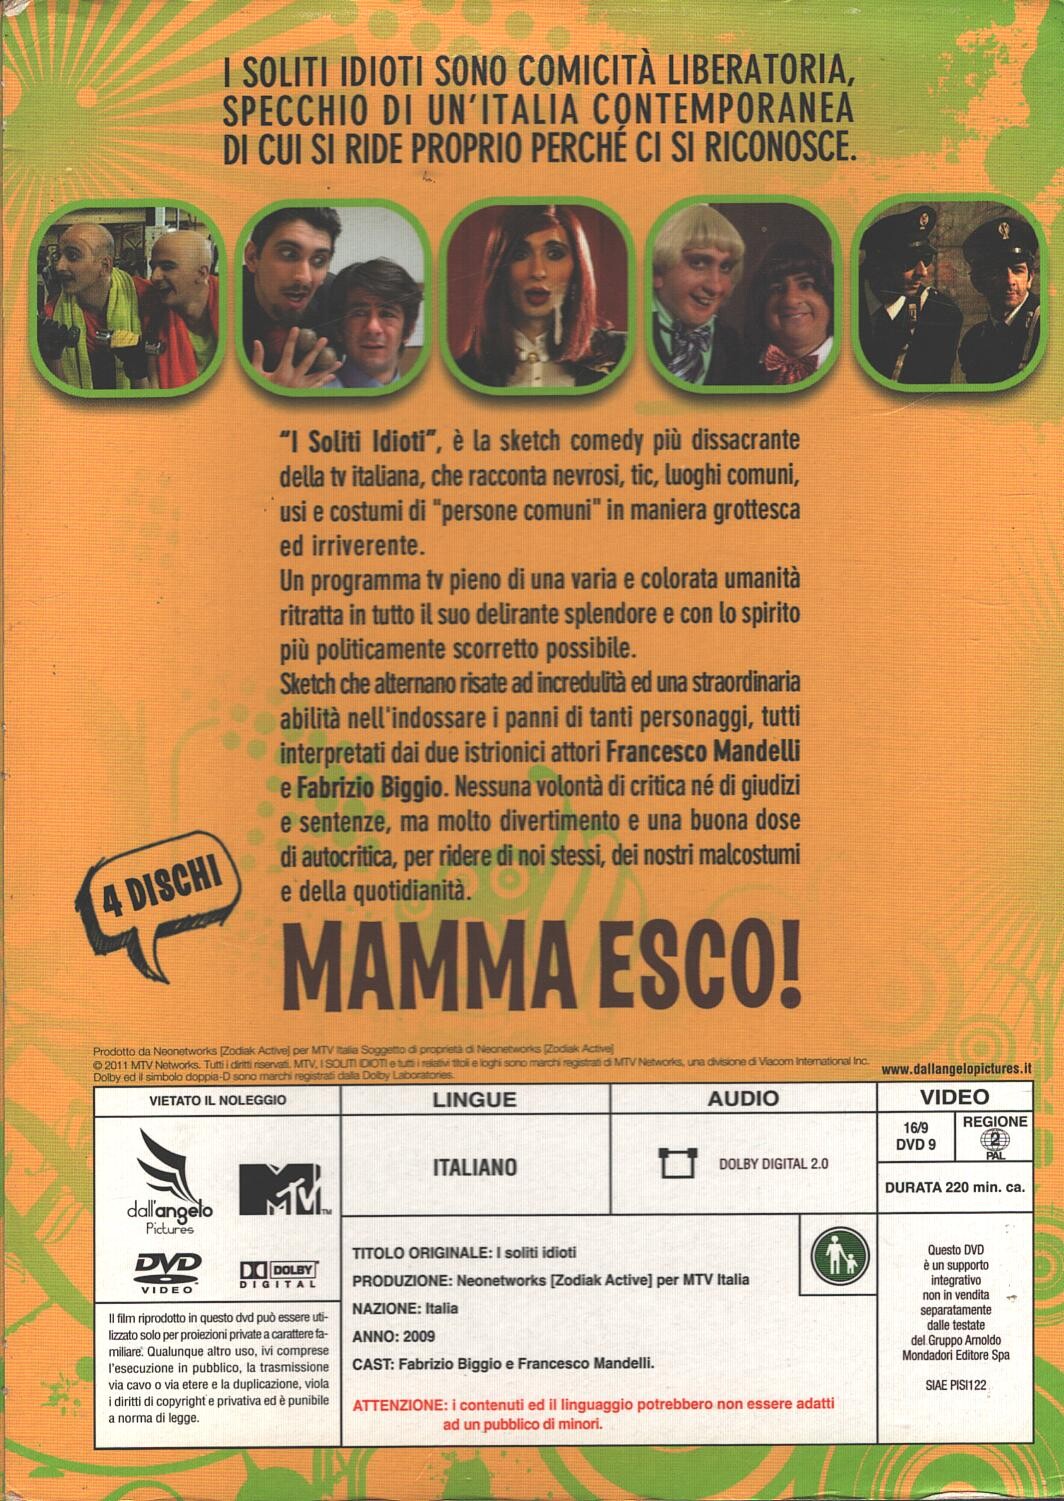 I SOLITI IDIOTI SONO COMICITÀ LIBERATORIA,
SPECCHIO DI UN'ITALIA CONTEMPORANEA
DI CUI SI RIDE PROPRIO PERCHÉ CI SI RICONOSCE.
"I Soliti Idioti", è la sketch comedy più dissacrante
della tv italiana, che racconta nevrosi, tic, luoghi comuni,
usi e costumi di "persone comuni" in maniera grottesca
ed irriverente.
Un programma tv pieno di una varia e colorata umanità
ritratta in tutto il suo delirante splendore e con lo spirito
più politicamente scorretto possibile.
Sketch che alternano risate ad incredulità ed una straordinaria
abilità nell'indossare i panni di tanti personaggi, tutti
interpretati dai due istrionici attori Francesco Mandelli
e Fabrizio Biggio. Nessuna volontà di critica né di giudizi
e sentenze, ma molto divertimento e una buona dose
di autocritica, per ridere di noi stessi, dei nostri malcostumi
e della quotidianità.
4 DISCHI
MAMMA ESCO!
Prodotto da Neonetworks [Zodiak Active] per MTV Italia Soggetto di proprietà di Neonetworks [Zodiak Active]
© 2011 MTV Networks. Tutti i diritti riservati. MTV, I SOLITI IDIOTI e tutti i relativi titoli e loghi sono marchi registrati di MTV Networks, una divisione di Viacom International Inc.
Dolby ed il simbolo doppia-D sono marchi registrati dalla Dolby Laboratories.
www.dallangelopictures.it
VIETATO IL NOLEGGIO
dall'angelo
Pictures
MTV
TM
DVD
VIDEO
DOLBY
DIGITAL
Il film riprodotto in questo dvd può essere uti-
lizzato solo per proiezioni private a carattere fa-
miliare. Qualunque altro uso, ivi comprese
l'esecuzione in pubblico, la trasmissione
via cavo o via etere e la duplicazione, viola
i diritti di copyright e privativa ed è punibile
a norma di legge.
LINGUE
ITALIANO
AUDIO
DOLBY DIGITAL 2.0
TITOLO ORIGINALE: I soliti idioti
PRODUZIONE: Neonetworks [Zodiak Active] per MTV Italia
NAZIONE: Italia
ANNO: 2009
CAST: Fabrizio Biggio e Francesco Mandelli.
ATTENZIONE: i contenuti ed il linguaggio potrebbero non essere adatti
ad un pubblico di minori.
VIDEO
16/9
DVD 9
REGIONE
2
PAL
DURATA 220 min. ca.
Questo DVD
è un supporto
integrativo
non in vendita
separatamente
dalle testate
del Gruppo Arnoldo
Mondadori Editore Spa
SIAE PISI122